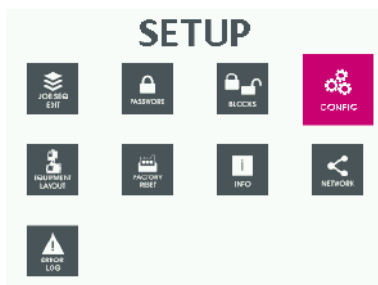 SETUP
JOB SEQ
EDIT
PASSWORD
BLOCKS
CONFIG
EQUIPMENT
LAYOUT
FACTORY
RESET
INFO
NETWORK
ERROR
LOG